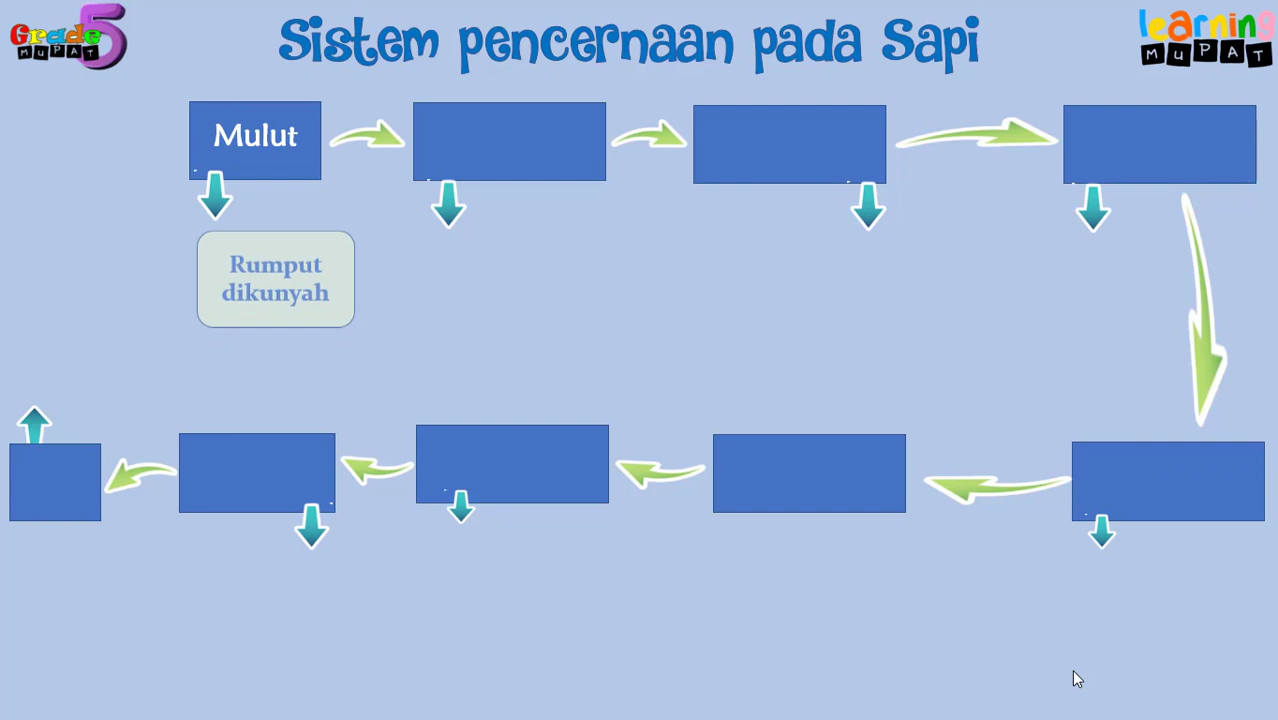 Grade 5
MUPAT
Sistem pencernaan pada Sapi
learning
MUPAT
Mulut
Rumput
dikunyah